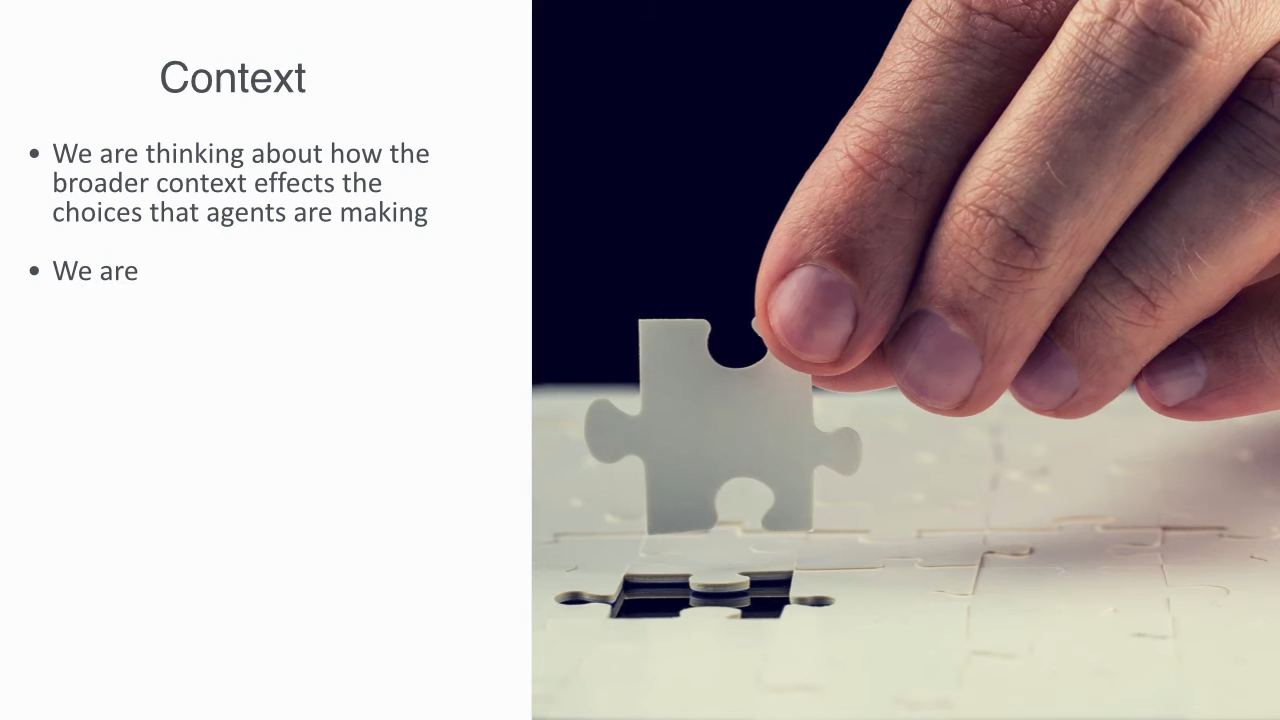 Context
• We are thinking about how the
broader context effects the
choices that agents are making
• We are